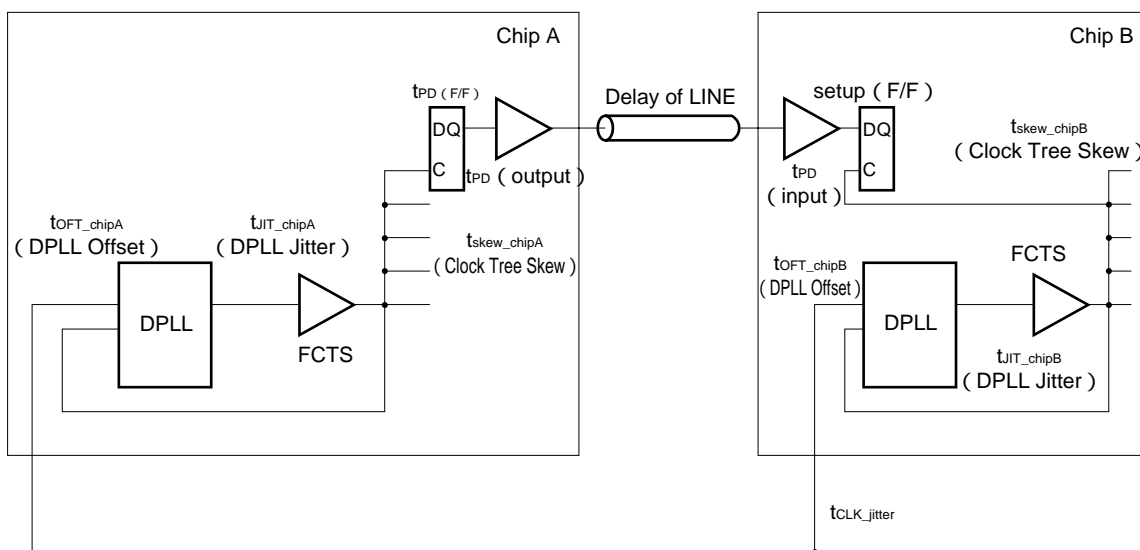 Chip A
tPD ( F/F )
DQ
C
tPD ( output )
tOFT_chipA
( DPLL Offset )
tJIT_chipA
( DPLL Jitter )
tskew_chipA
( Clock Tree Skew )
DPLL
FCTS
Delay of LINE
Chip B
setup ( F/F )
DQ
C
tPD
( input )
tskew_chipB
( Clock Tree Skew )
tOFT_chipB
( DPLL Offset )
FCTS
DPLL
tJIT_chipB
( DPLL Jitter )
tCLK_jitter